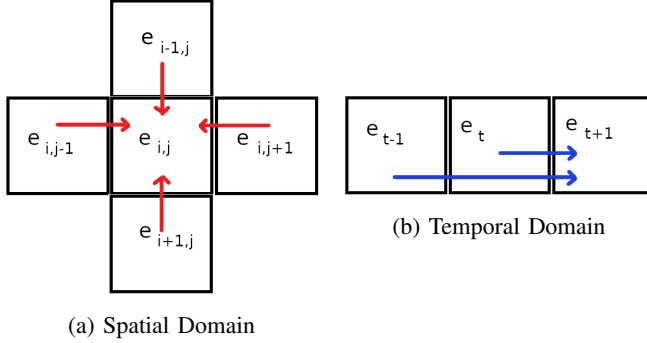 e i-1,j
e i,j-1
e i,j
e i,j+1
e i+1,j
(a) Spatial Domain
e t-1
e t
e t+1
(b) Temporal Domain